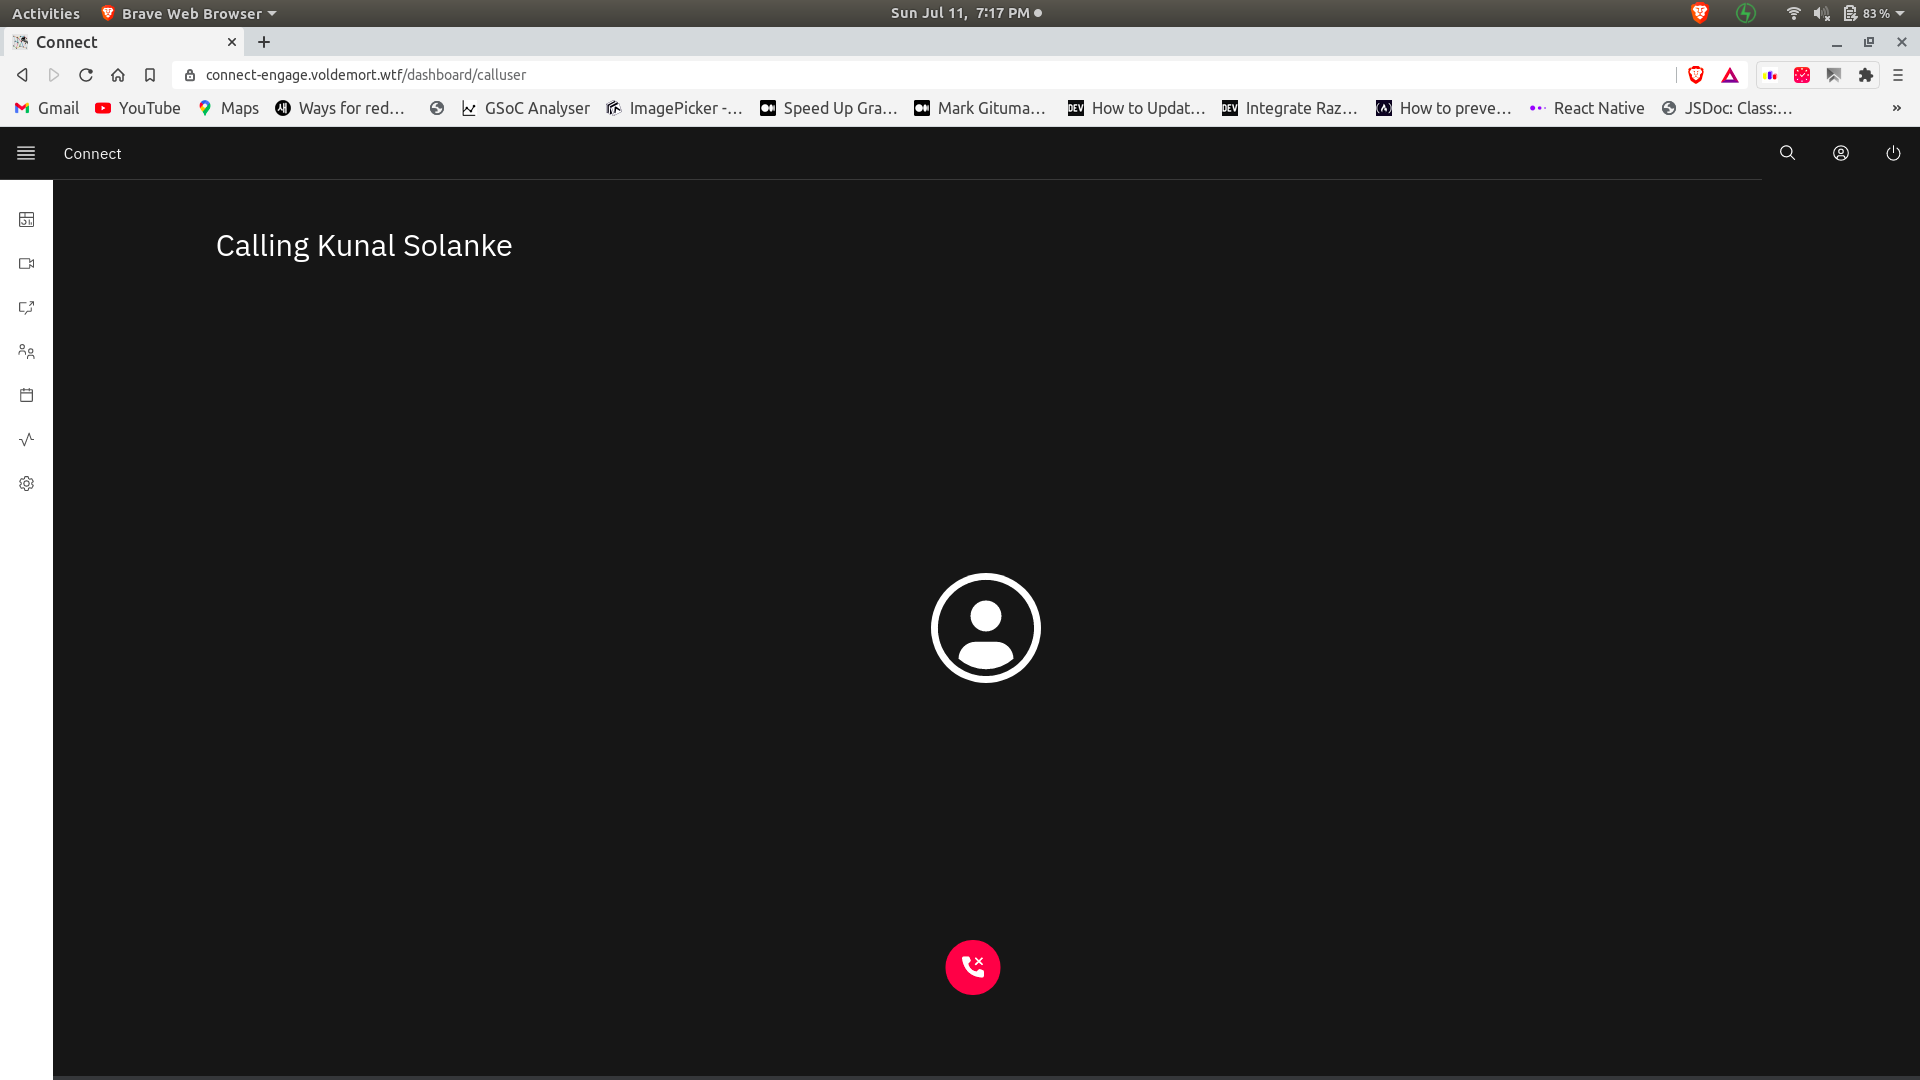 Activities Brave Web Browser Sun Jul 11, 7:17 PM 83 %
Connect
connect-engage.voldemort.wtf/dashboard/calluser
Gmail YouTube Maps Ways for red... GSoC Analyser ImagePicker -... Speed Up Gra... Mark Gituma... DEV How to Updat... DEV Integrate Raz... How to preve... React Native JSDoc: Class:... »
Connect
Calling Kunal Solanke